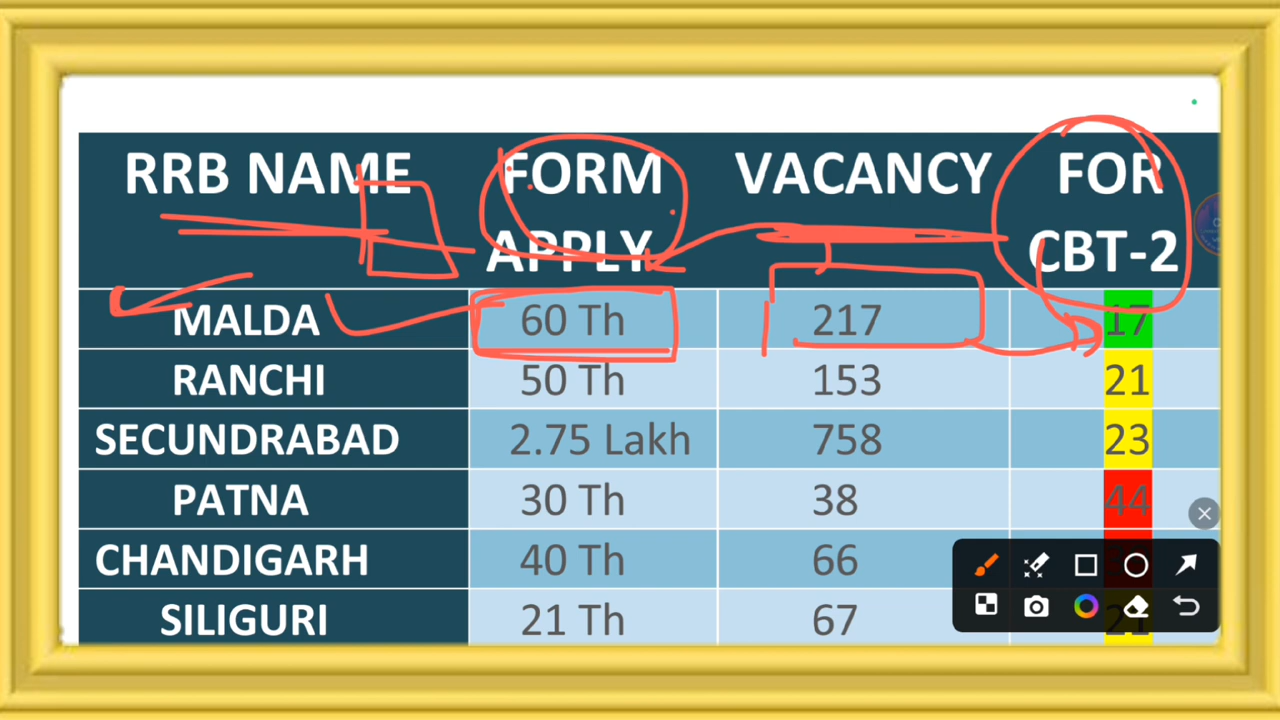 RRB NAME FORM APPLY VACANCY FOR CBT-2
MALDA 60 Th 217 17
RANCHI 50 Th 153 21
SECUNDRABAD 2.75 Lakh 758 23
PATNA 30 Th 38 44
CHANDIGARH 40 Th 66
SILIGURI 21 Th 67 21